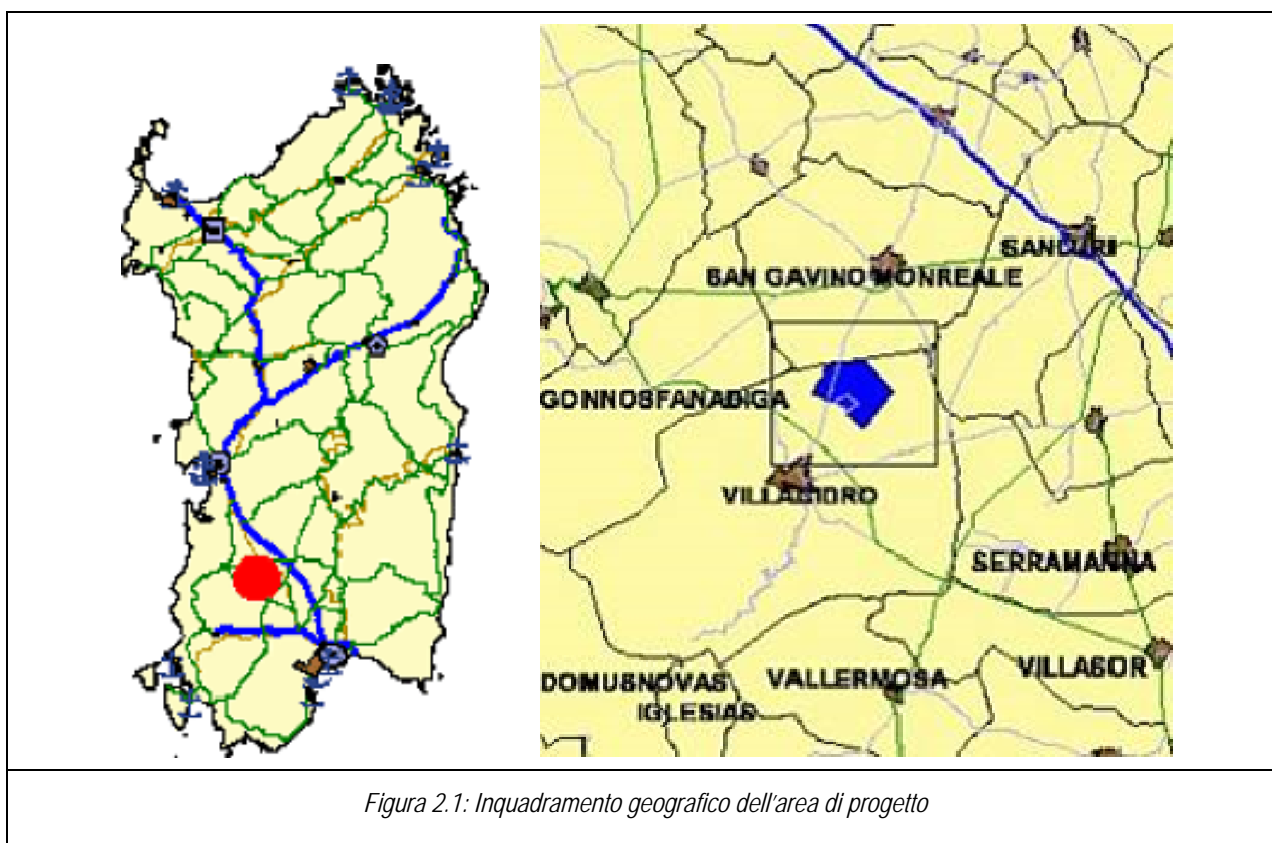 SANLURI
SAN GAVINO MONREALE
GONNOSFANADIGA
VILLACIDRO
SERRAMANNA
DOMUSNOVAS
VALLERMOSA
VILLASOR
IGLESIAS
Figura 2.1: Inquadramento geografico dell'area di progetto